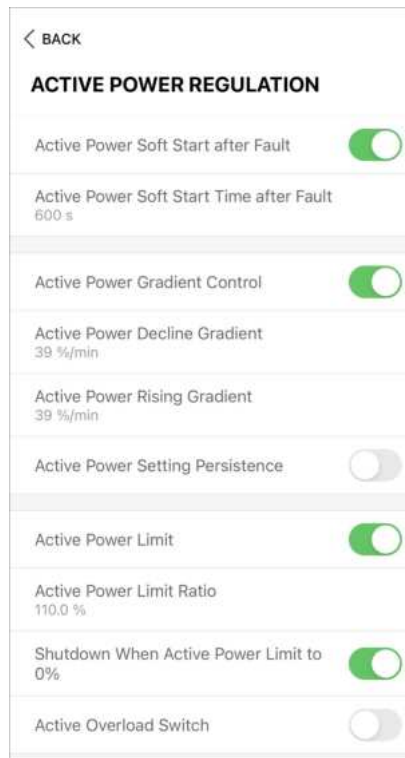 BACK
ACTIVE POWER REGULATION
Active Power Soft Start after Fault
Active Power Soft Start Time after Fault
600 s
Active Power Gradient Control
Active Power Decline Gradient
39 %/min
Active Power Rising Gradient
39 %/min
Active Power Setting Persistence
Active Power Limit
Active Power Limit Ratio
110.0 %
Shutdown When Active Power Limit to
0%
Active Overload Switch